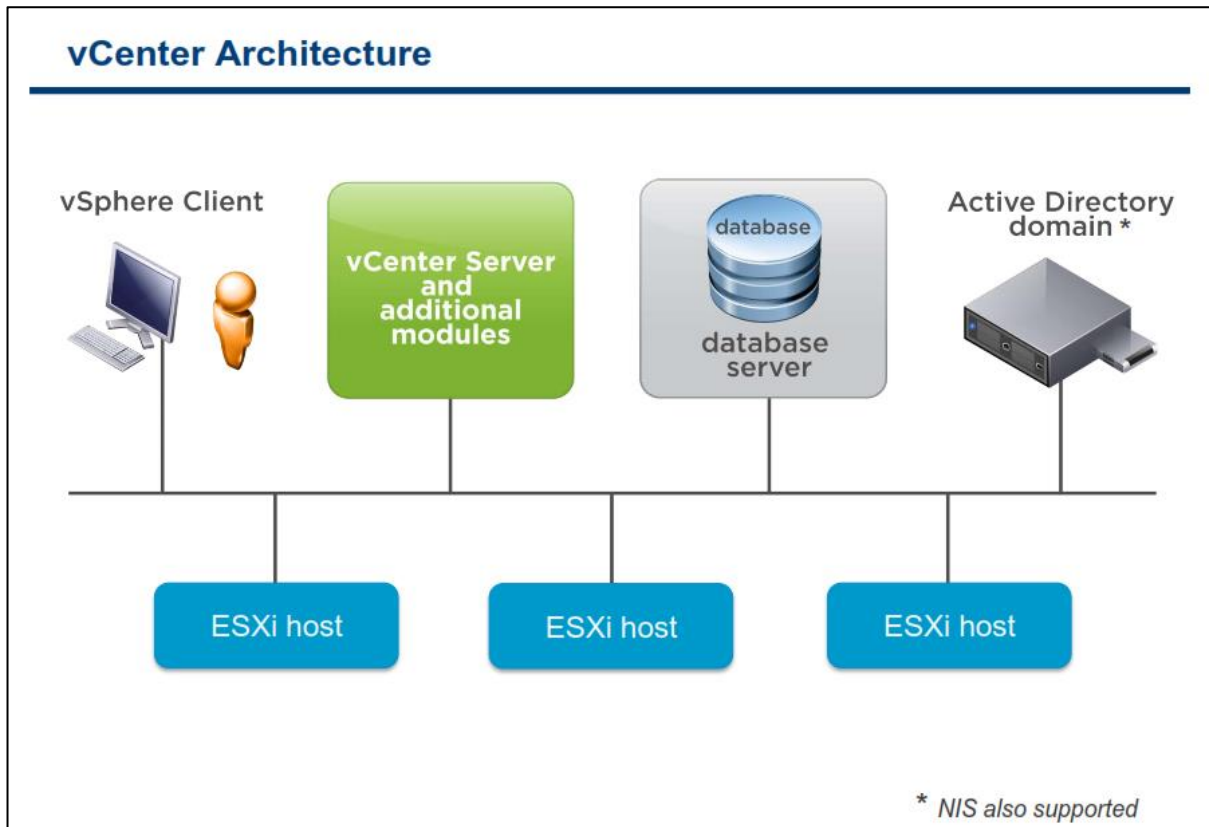 vCenter Architecture
vSphere Client
vCenter Server
and
additional
modules
database
database
server
Active Directory
domain *
ESXi host
ESXi host
ESXi host
* NIS also supported